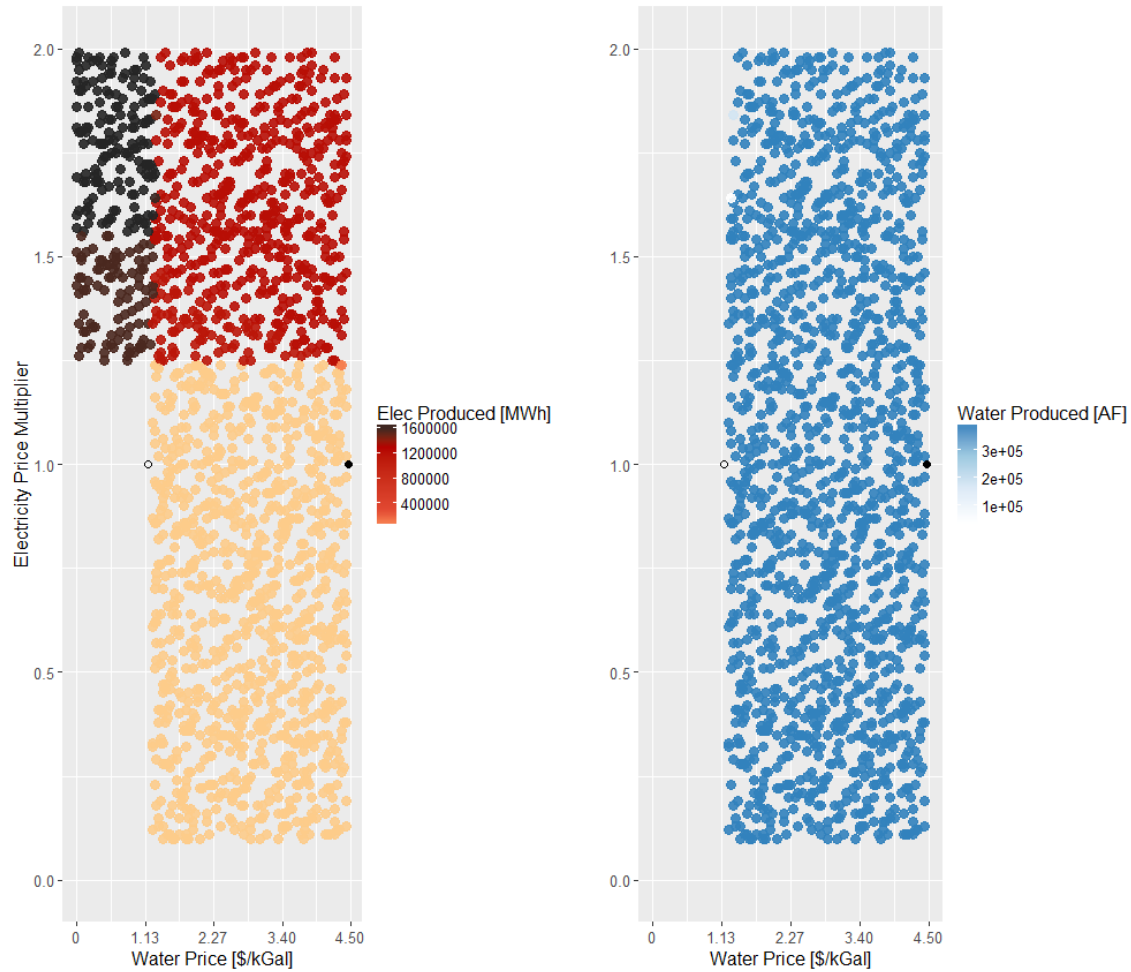 2.0
1.5
1.0
0.5
0.0
Electricity Price Multiplier
0 1.13 2.27 3.40 4.50
Water Price [$/kGal]
Elec Produced [MWh]
1600000
1200000
800000
400000
2.0
1.5
1.0
0.5
0.0
0 1.13 2.27 3.40 4.50
Water Price [$/kGal]
Water Produced [AF]
3e+05
2e+05
1e+05